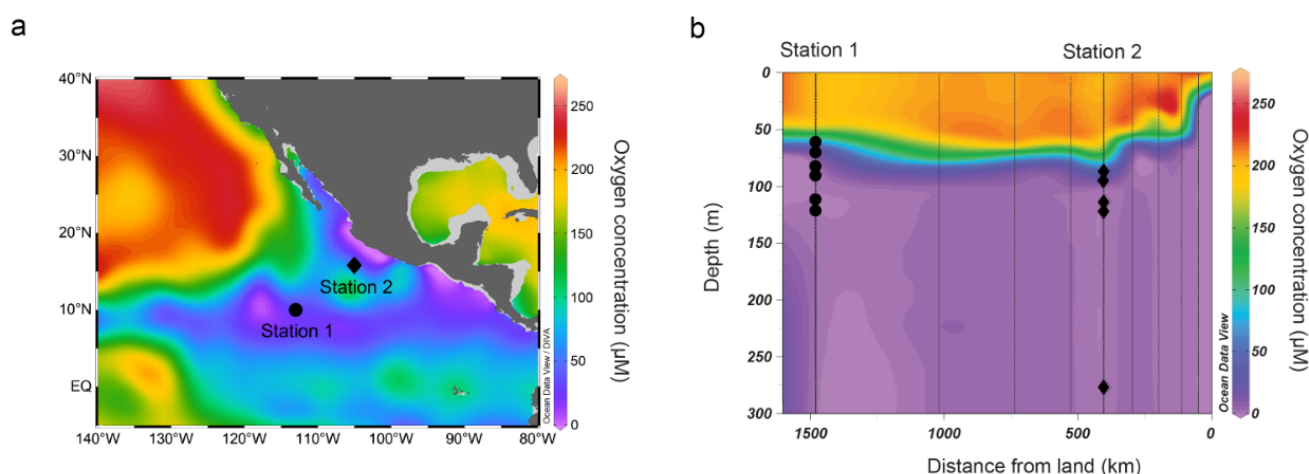 a
40°N
30°N
20°N
10°N
EQ
140°W
130°W
120°W
110°W
100°W
90°W
80°W
Station 2
Station 1
Ocean Data View / DIVA
250
200
150
100
50
0
Oxygen concentration (μM)
b
Station 1
Station 2
0
50
100
150
200
250
300
Depth (m)
1500
1000
500
0
Distance from land (km)
Ocean Data View
250
200
150
100
50
0
Oxygen concentration (μM)